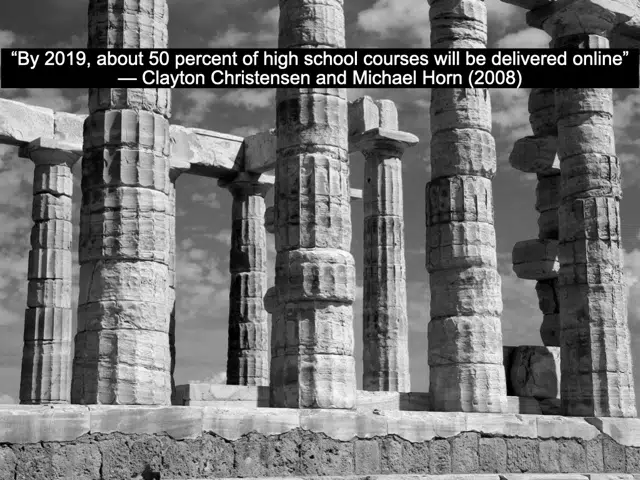 “By 2019, about 50 percent of high school courses will be delivered online”
— Clayton Christensen and Michael Horn (2008)